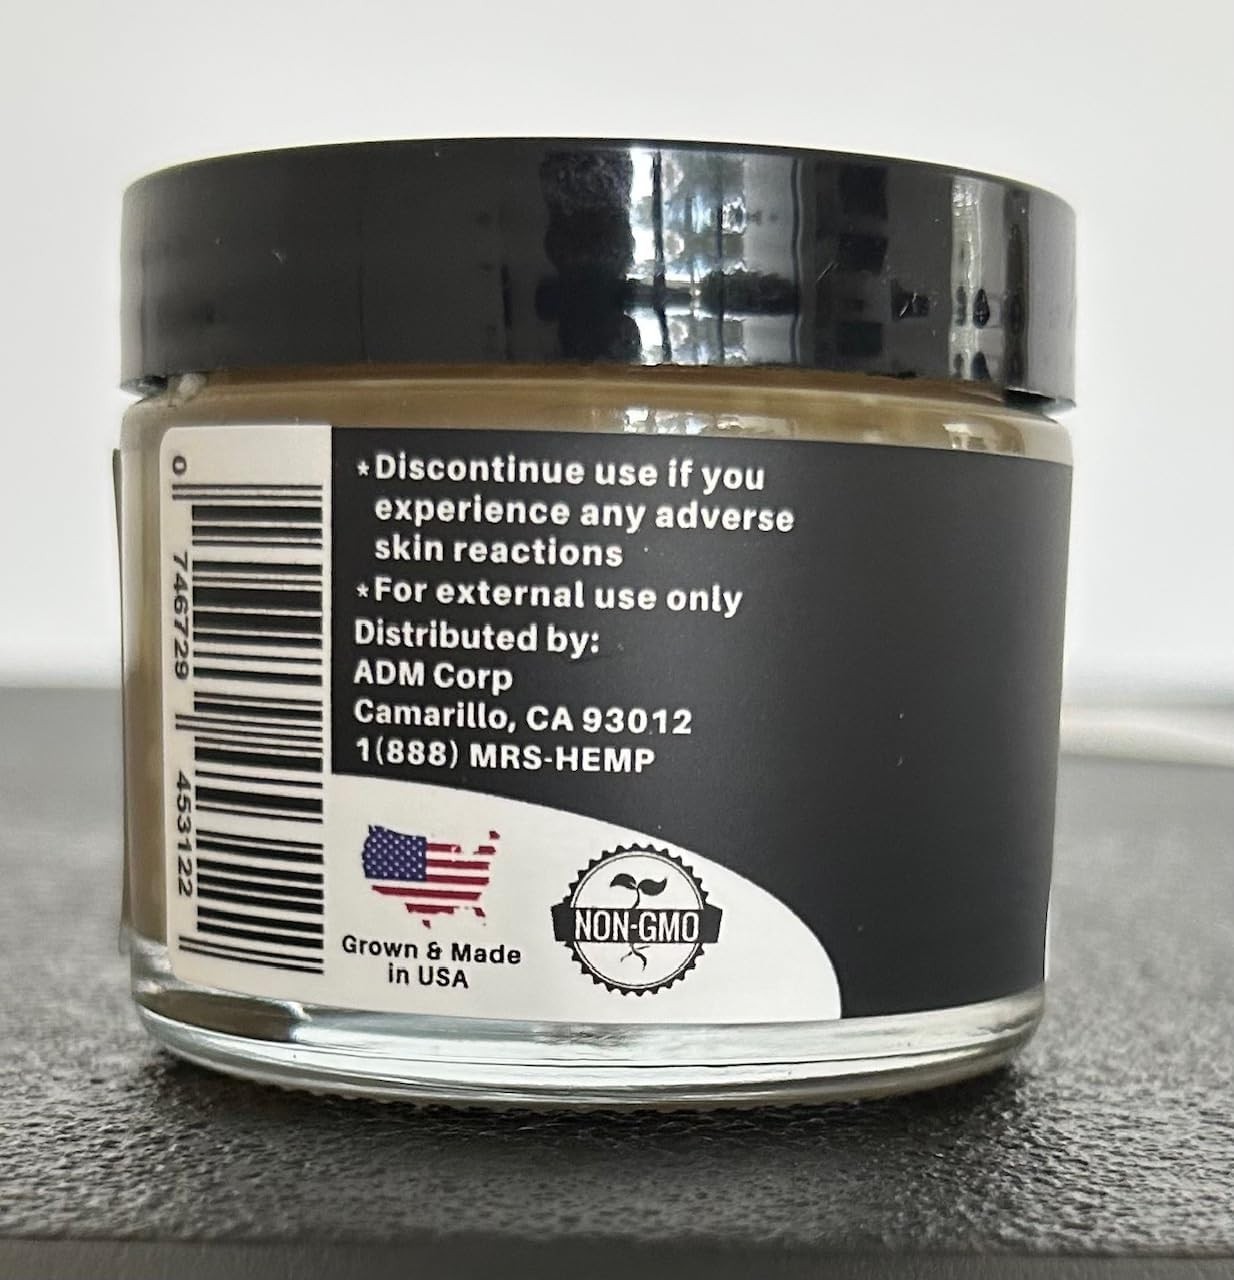 0 746729 453122
*Discontinue use if you
experience any adverse
skin reactions
*For external use only
Distributed by:
ADM Corp
Camarillo, CA 93012
1(888) MRS-HEMP
Grown & Made
in USA
NON-GMO